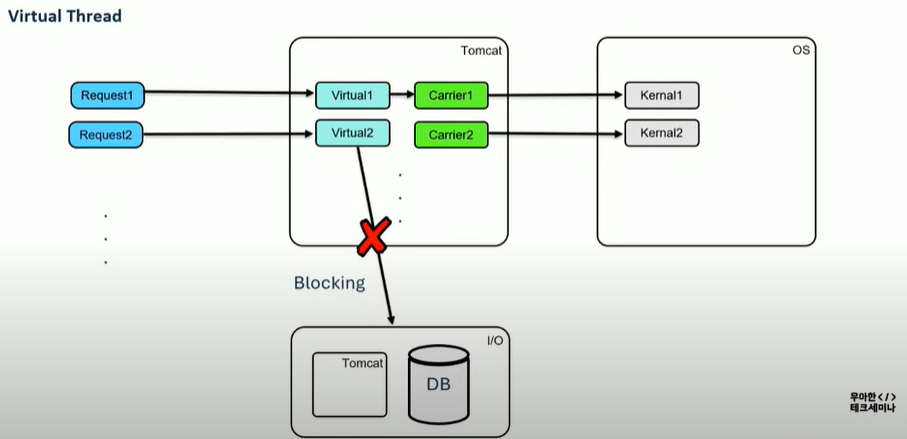 Virtual Thread
Tomcat
OS
Request1
Virtual1
Carrier1
Kernal1
Request2
Virtual2
Carrier2
Kernal2
Blocking
I/O
Tomcat
DB
우아한</>
테크세미나